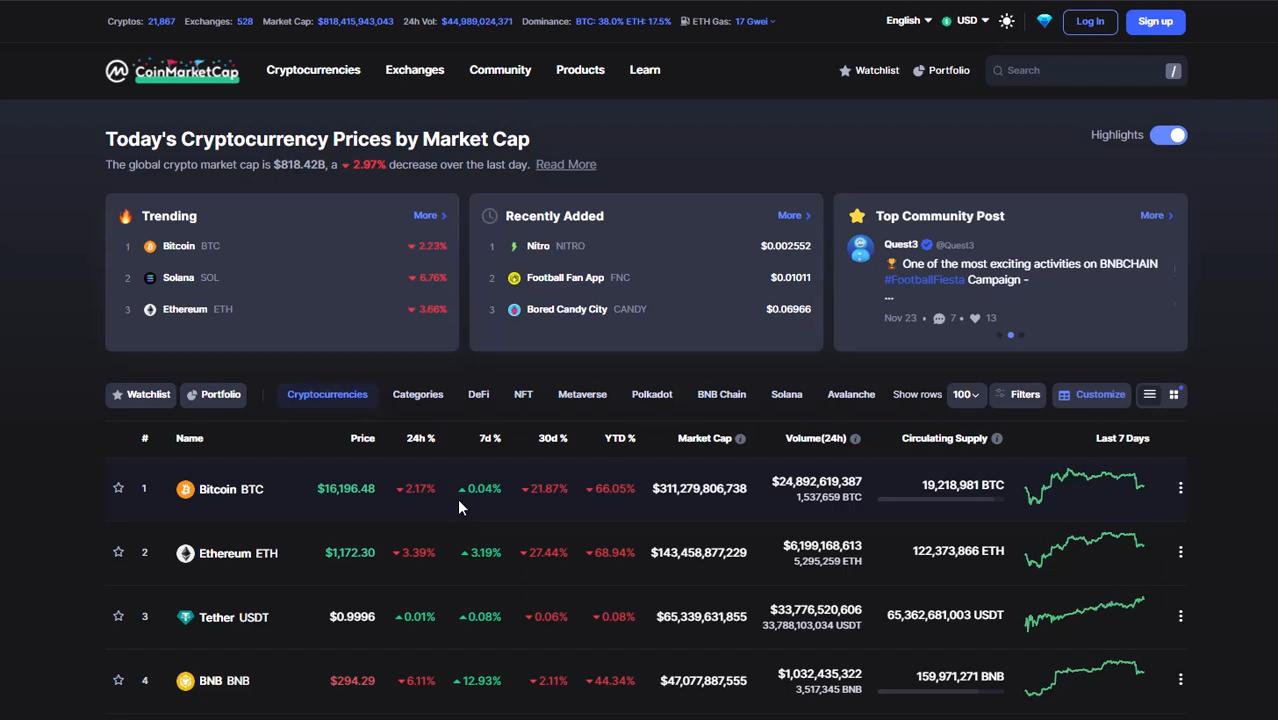 Cryptos: 21,867 Exchanges: 528 Market Cap: $818,415,943,043 24h Vol: $44,989,024,371 Dominance: BTC: 38.0% ETH: 17.5% ETH Gas: 17 Gwei English USD Log In Sign up
CoinMarketCap Cryptocurrencies Exchanges Community Products Learn Watchlist Portfolio Search /
Today's Cryptocurrency Prices by Market Cap Highlights
The global crypto market cap is $818.42B, a 2.97% decrease over the last day. Read More
Trending More
1 Bitcoin BTC 2.23%
2 Solana SOL 6.76%
3 Ethereum ETH 3.66%
Recently Added More
1 Nitro NITRO $0.002552
2 Football Fan App FNC $0.01011
3 Bored Candy City CANDY $0.06966
Top Community Post More
Quest3 @Quest3
🏆 One of the most exciting activities on BNBCHAIN
#FootballFiesta Campaign -
...
Nov 23 • 7 • 13
Watchlist Portfolio Cryptocurrencies Categories DeFi NFT Metaverse Polkadot BNB Chain Solana Avalanche Show rows 100 Filters Customize
# Name Price 24h % 7d % 30d % YTD % Market Cap Volume(24h) Circulating Supply Last 7 Days
1 Bitcoin BTC $16,196.48 2.17% 0.04% 21.87% 66.05% $311,279,806,738 $24,892,619,387 19,218,981 BTC
1,537,659 BTC
2 Ethereum ETH $1,172.30 3.39% 3.19% 27.44% 68.94% $143,458,877,229 $6,199,168,613 122,373,866 ETH
5,295,259 ETH
3 Tether USDT $0.9996 0.01% 0.08% 0.06% 0.08% $65,339,631,855 $33,776,520,606 65,362,681,003 USDT
33,788,103,034 USDT
4 BNB BNB $294.29 6.11% 12.93% 2.11% 44.34% $47,077,887,555 $1,032,435,322 159,971,271 BNB
3,517,345 BNB